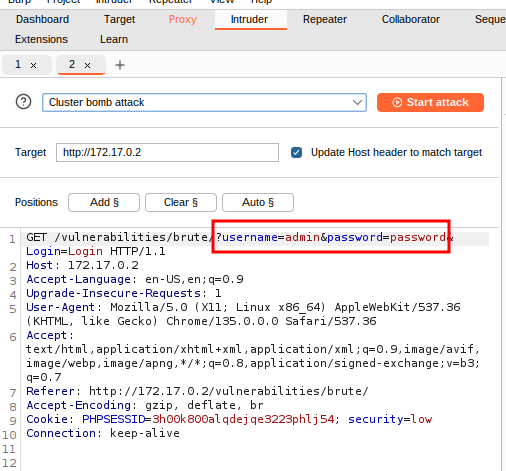 Burp Project Intruder Repeater View Help
Dashboard Target Proxy Intruder Repeater Collaborator Seque
Extensions Learn
1 × 2 × +
? Cluster bomb attack Start attack
Target http://172.17.0.2 Update Host header to match target
Positions Add § Clear § Auto §
1 GET /vulnerabilities/brute/?username=admin&password=password&
Login=Login HTTP/1.1
2 Host: 172.17.0.2
3 Accept-Language: en-US,en;q=0.9
4 Upgrade-Insecure-Requests: 1
5 User-Agent: Mozilla/5.0 (X11; Linux x86_64) AppleWebKit/537.36
(KHTML, like Gecko) Chrome/135.0.0.0 Safari/537.36
6 Accept:
text/html,application/xhtml+xml,application/xml;q=0.9,image/avif,
image/webp,image/apng,*/*;q=0.8,application/signed-exchange;v=b3;
q=0.7
7 Referer: http://172.17.0.2/vulnerabilities/brute/
8 Accept-Encoding: gzip, deflate, br
9 Cookie: PHPSESSID=3h00k800alqdejqe3223phlj54; security=low
10 Connection: keep-alive
11
12